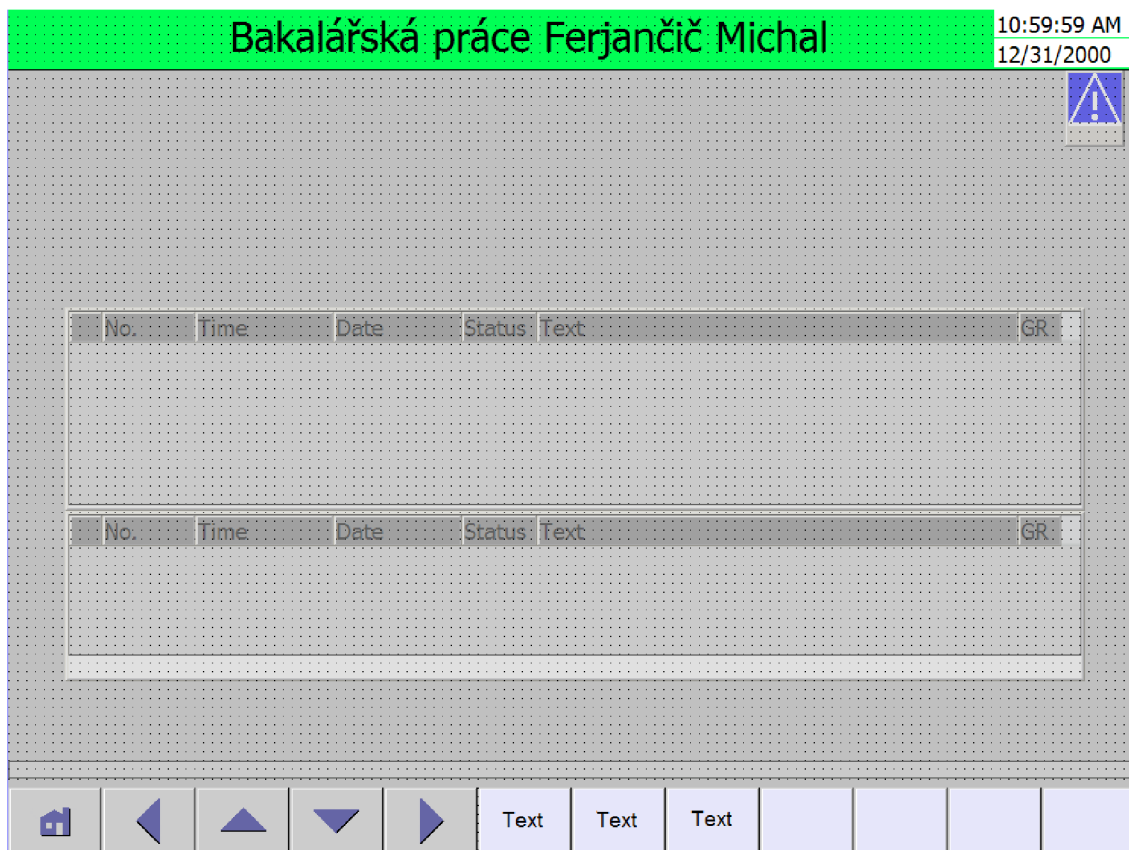 Bakalářská práce Ferjančič Michal
10:59:59 AM
12/31/2000
No. Time Date Status Text GR
No. Time Date Status Text GR
Text Text Text